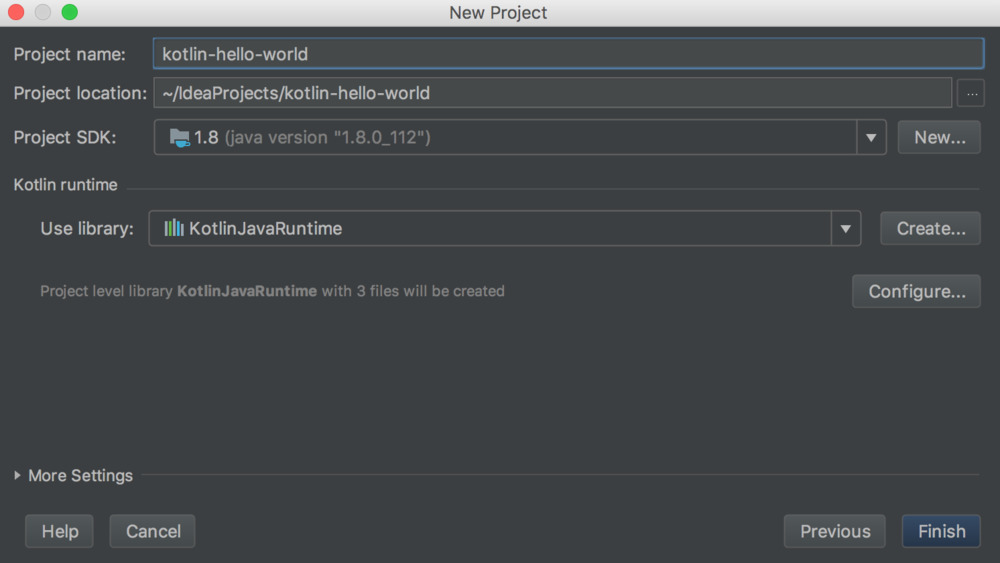 New Project
Project name: kotlin-hello-world
Project location: ~/IdeaProjects/kotlin-hello-world ...
Project SDK: 1.8 (java version "1.8.0_112") New...
Kotlin runtime
Use library: KotlinJavaRuntime Create...
Project level library KotlinJavaRuntime with 3 files will be created Configure...
More Settings
Help Cancel Previous Finish